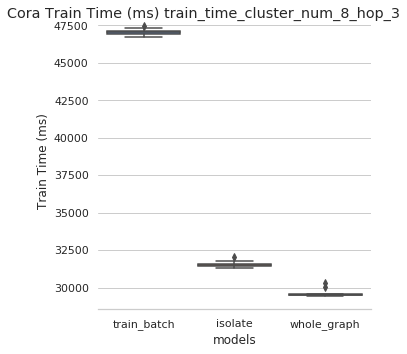 Cora Train Time (ms) train_time_cluster_num_8_hop_3
47500
45000
42500
40000
37500
35000
32500
30000
Train Time (ms)
train_batch isolate whole_graph
models